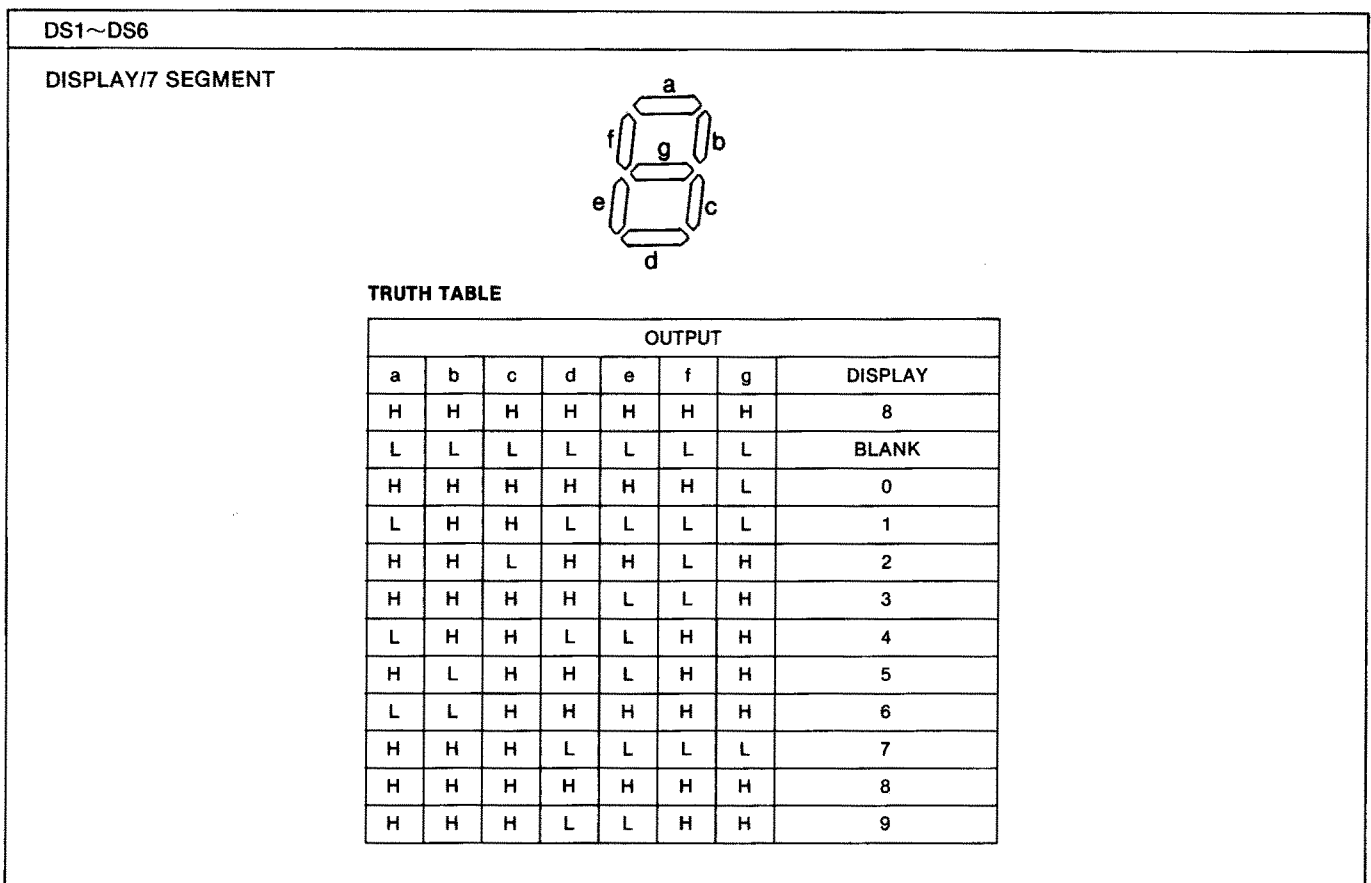 DS1~DS6
DISPLAY/7 SEGMENT
a
f b
g
e c
d
TRUTH TABLE
OUTPUT
a b c d e f g DISPLAY
H H H H H H H 8
L L L L L L L BLANK
H H H H H H L 0
L H H L L L L 1
H H L H H L H 2
H H H H L L H 3
L H H L L H H 4
H L H H L H H 5
L L H H H H H 6
H H H L L L L 7
H H H H H H H 8
H H H L L H H 9